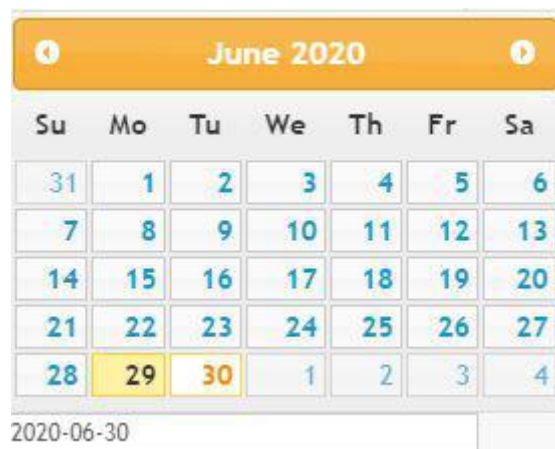 June 2020
Su Mo Tu We Th Fr Sa
31 1 2 3 4 5 6
7 8 9 10 11 12 13
14 15 16 17 18 19 20
21 22 23 24 25 26 27
28 29 30 1 2 3 4
2020-06-30